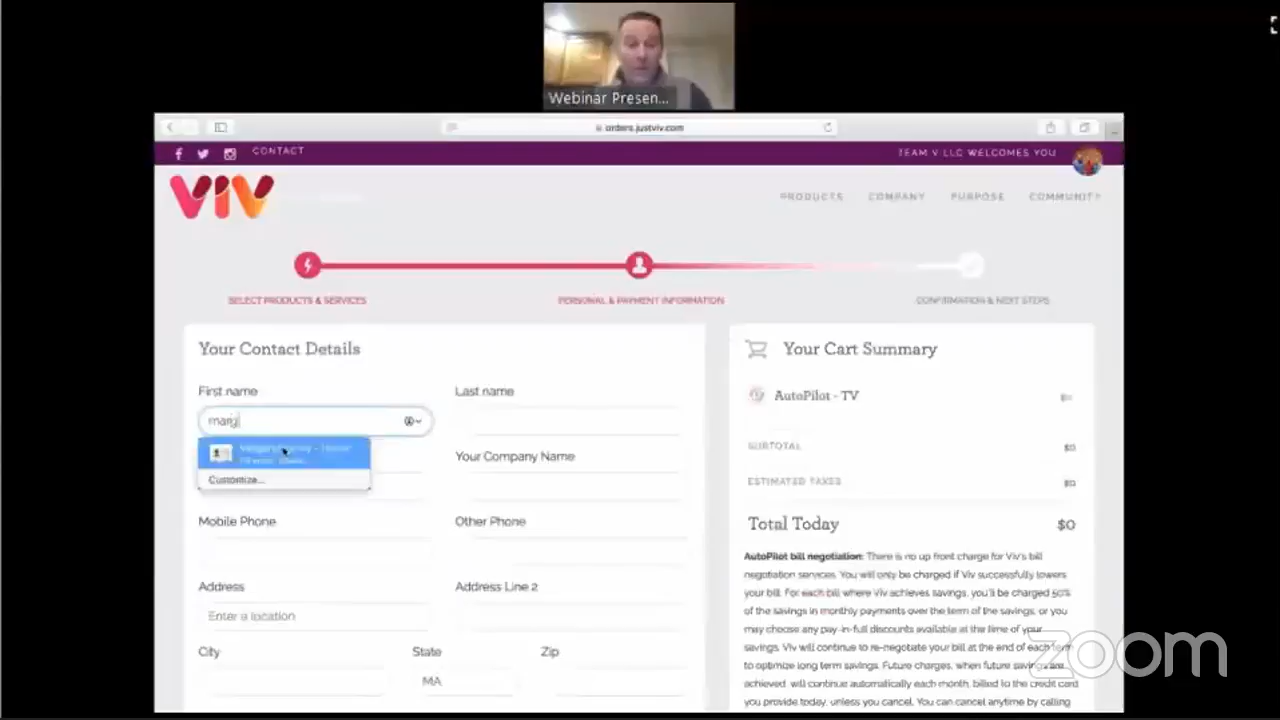 Webinar Presen...
orders.justviv.com
CONTACT
TEAM V LLC WELCOMES YOU
VIV
PRODUCTS
COMPANY
PURPOSE
COMMUNITY
SELECT PRODUCTS & SERVICES
PERSONAL & PAYMENT INFORMATION
CONFIRMATION & NEXT STEPS
Your Contact Details
First name
Last name
marig
Customize...
Your Company Name
Mobile Phone
Other Phone
Address
Address Line 2
Enter a location
City
State
Zip
MA
Your Cart Summary
AutoPilot - TV
SUBTOTAL
$0
ESTIMATED TAXES
$0
Total Today
$0
AutoPilot bill negotiation: There is no up front charge for Viv's bill
negotiation services. You will only be charged if Viv successfully lowers
your bill. For each bill where Viv achieves savings, you'll be charged 50%
of the savings in monthly payments over the term of the savings, or you
may choose any pay-in-full discounts available at the time of your
savings. Viv will continue to re-negotiate your bill at the end of each term
to optimize long term savings. Future charges, when future savings are
achieved, will continue automatically each month, billed to the credit card
you provide today, unless you cancel. You can cancel anytime by calling
zoom